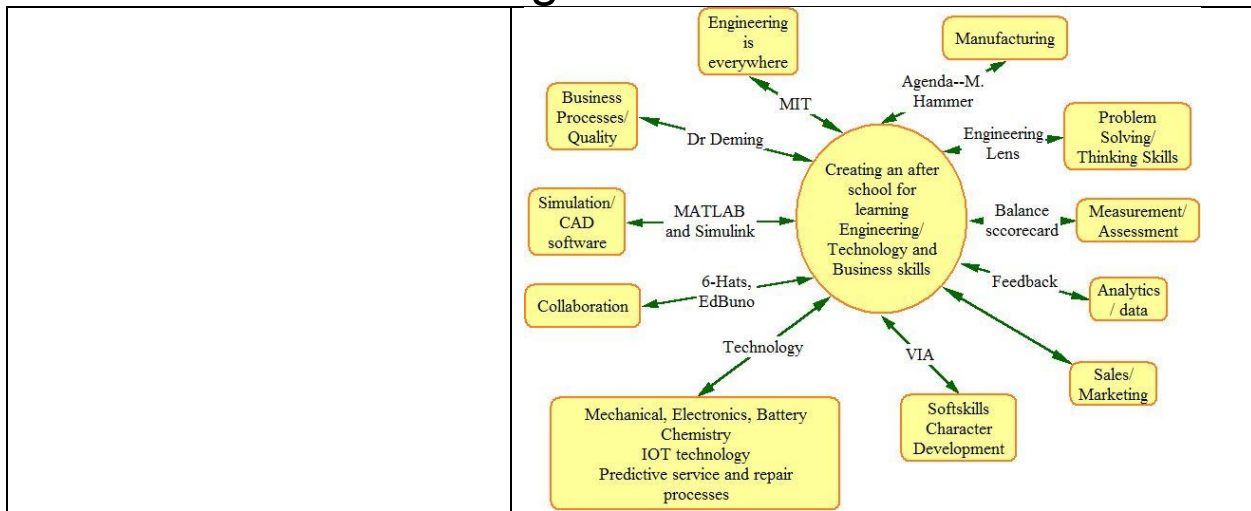 Engineering
is
everywhere
Manufacturing
Agenda--M.
Hammer
MIT
Business
Processes/
Quality
Dr Deming
Engineering
Lens
Problem
Solving/
Thinking Skills
Creating an after
school for
learning
Engineering/
Technology and
Business skills
Simulation/
CAD
software
MATLAB
and Simulink
Balance
sccorecard
Measurement/
Assessment
6-Hats,
EdBuno
Collaboration
Feedback
Analytics
/ data
Technology
VIA
Sales/
Marketing
Mechanical, Electronics, Battery
Chemistry
IOT technology
Predictive service and repair
processes
Softskills
Character
Development